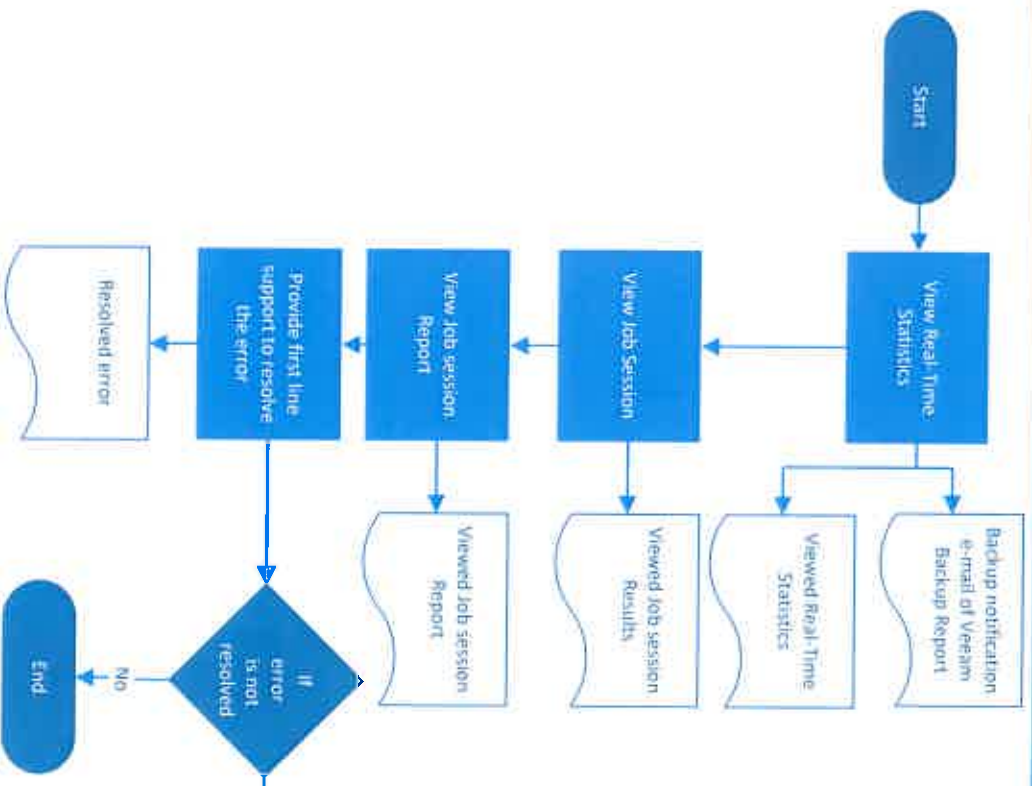 Start
View Real-Time
Statistics
Backup notification
e-mail of Veeam
Backup Report
Viewed Real-Time
Statistics
View Job Session
Viewed Job session
Results
View Job session
Report
Viewed Job session
Report
Provide first line
support to resolve
the error
Resolved error
If
error
is not
resolved
No
End